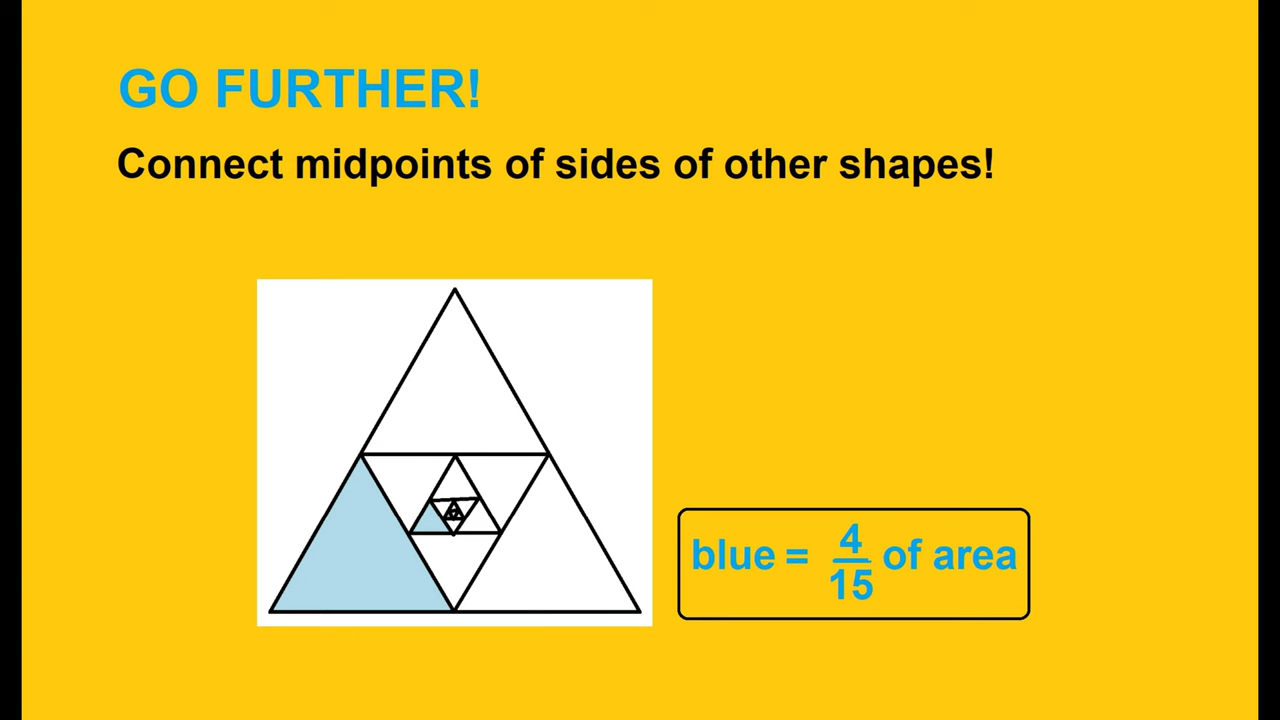 GO FURTHER!
Connect midpoints of sides of other shapes!
blue = 4/15 of area